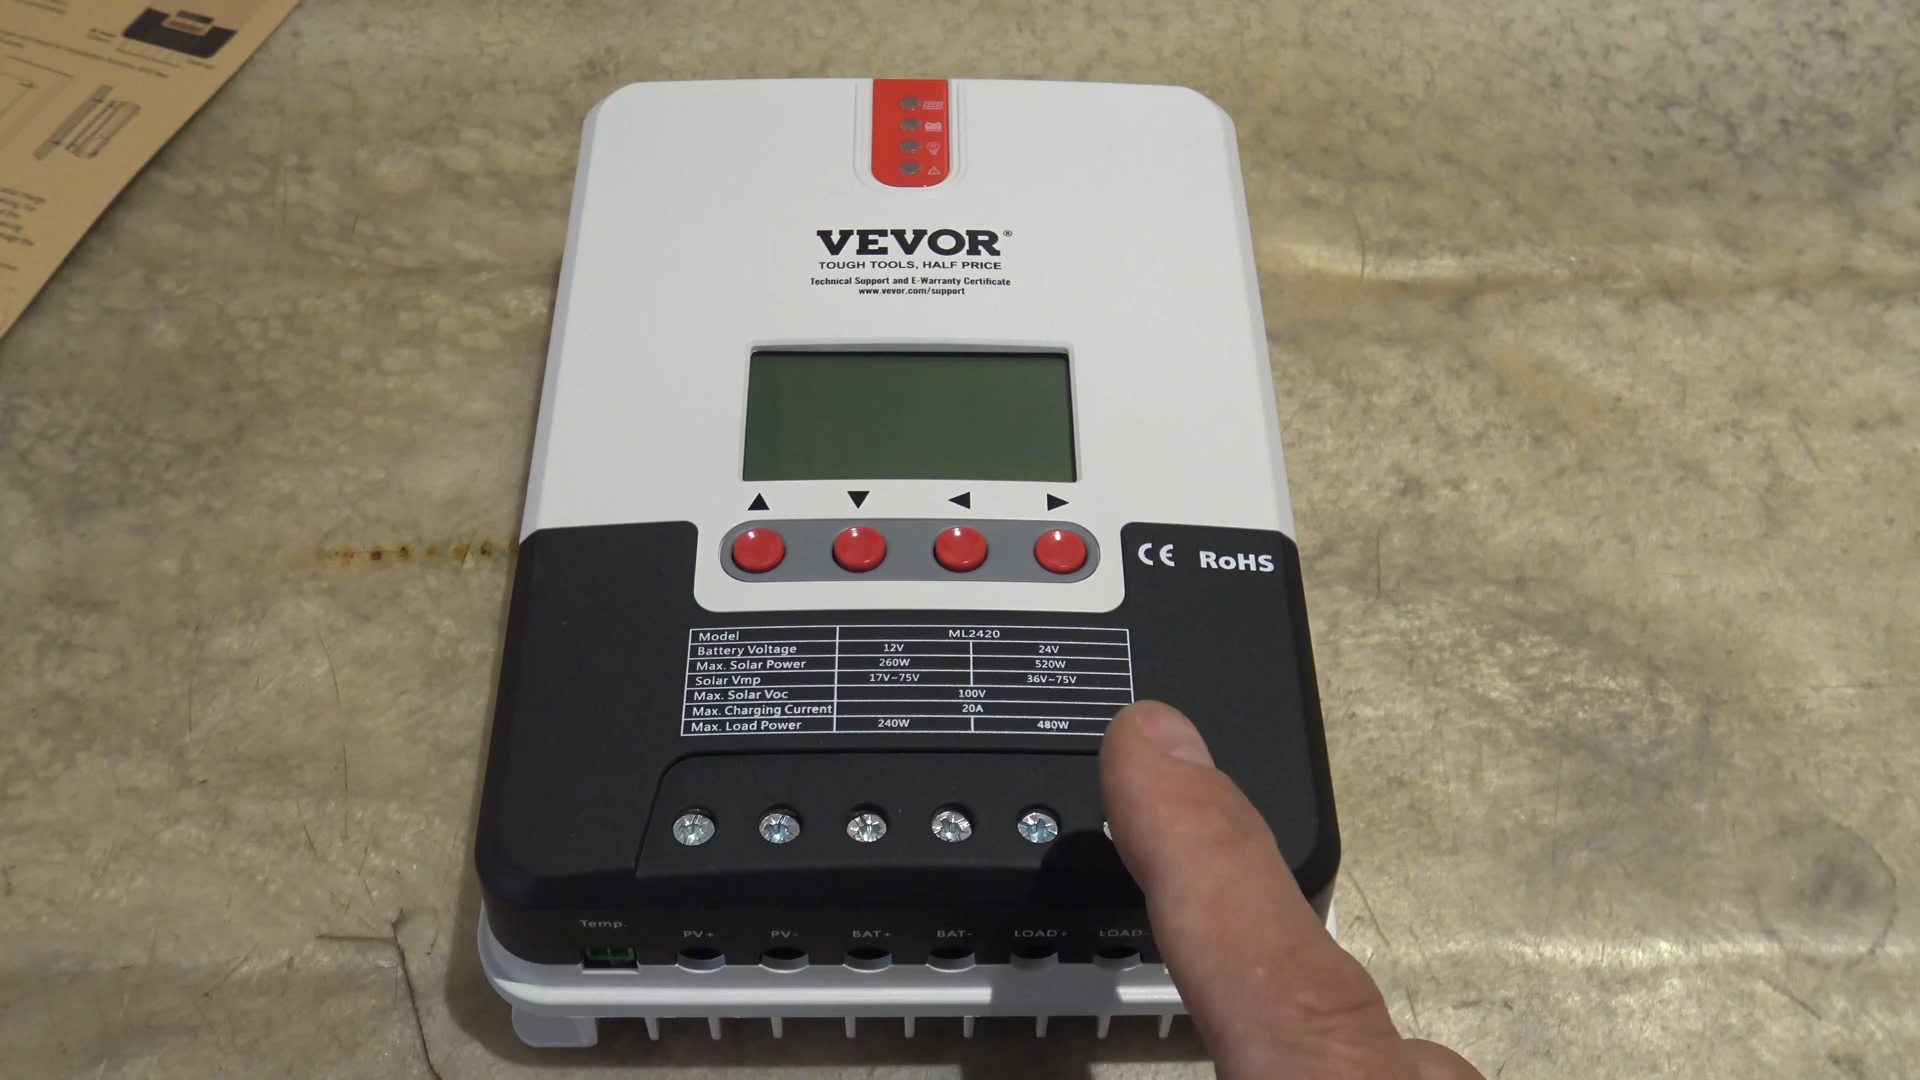 VEVOR®
TOUGH TOOLS, HALF PRICE
Technical Support and E-Warranty Certificate
www.vevor.com/support
▲ ▼ ◀ ▶
CE RoHS
Model ML2420
Battery Voltage 12V 24V
Max. Solar Power 260W 520W
Solar Vmp 17V~75V 36V~75V
Max. Solar Voc 100V
Max. Charging Current 20A
Max. Load Power 240W 480W
Temp. PV+ PV- BAT+ BAT- LOAD+ LOAD-